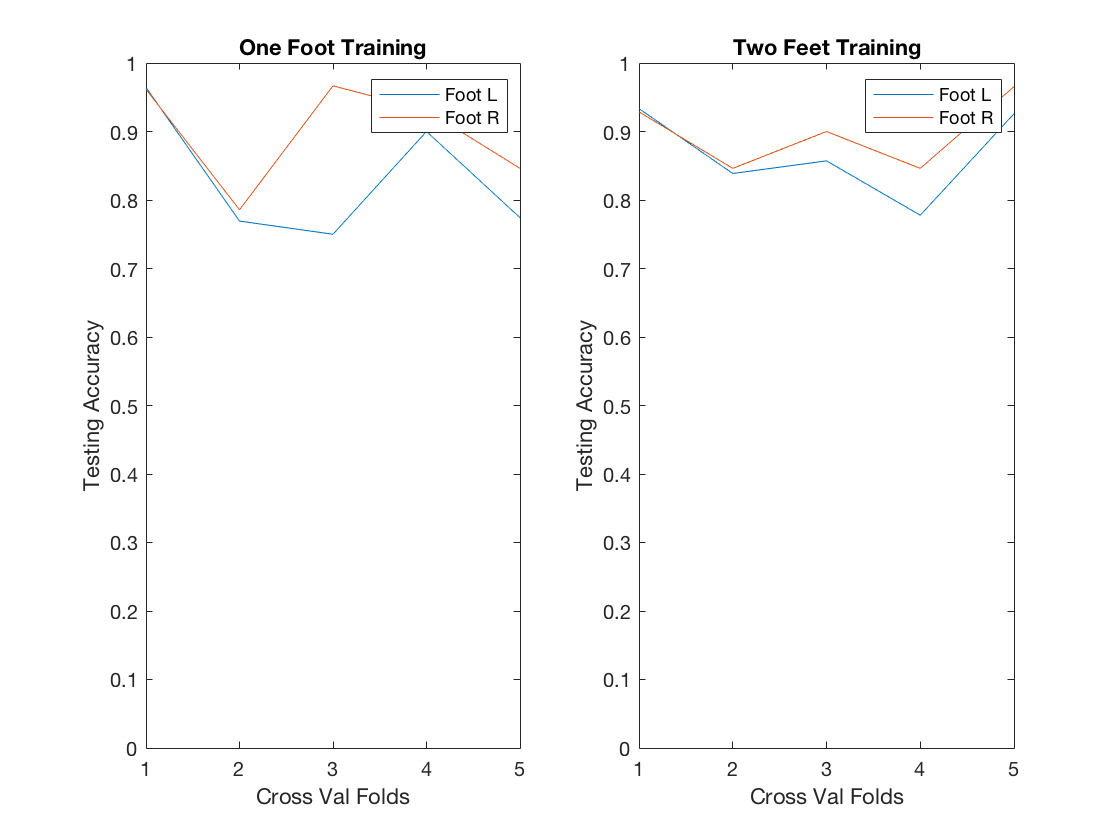 One Foot Training
1
0.9
0.8
0.7
0.6
0.5
0.4
0.3
0.2
0.1
0
Testing Accuracy
Foot L
Foot R
1 2 3 4 5
Cross Val Folds
Two Feet Training
1
0.9
0.8
0.7
0.6
0.5
0.4
0.3
0.2
0.1
0
Testing Accuracy
Foot L
Foot R
1 2 3 4 5
Cross Val Folds